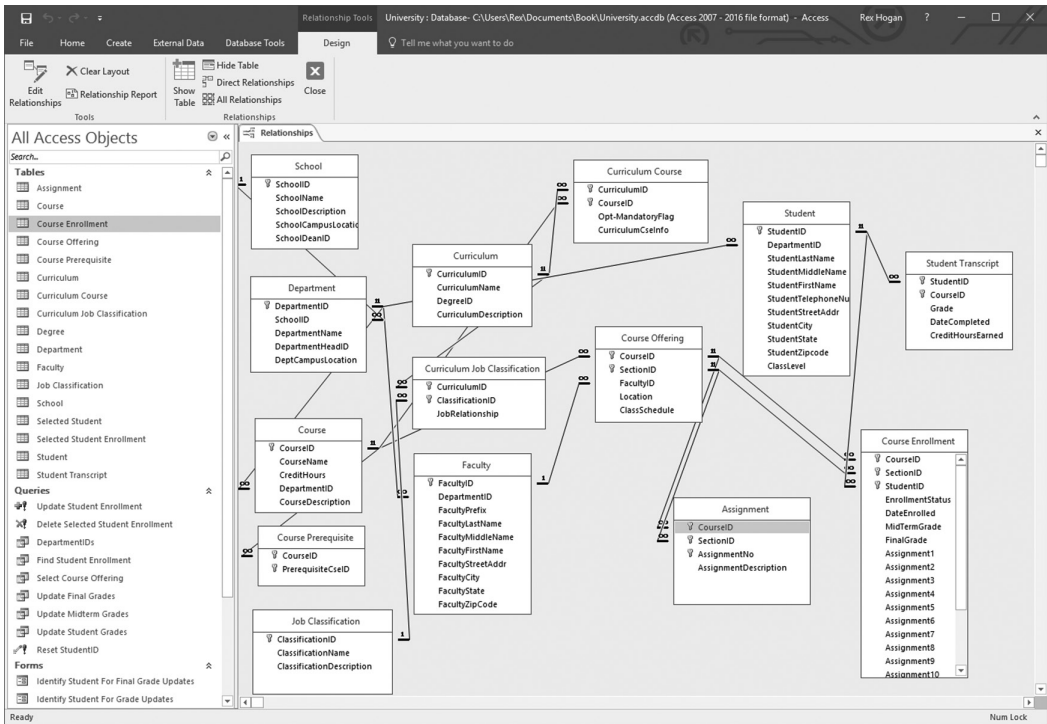 Relationship Tools
University : Database- C:\Users\Rex\Documents\Book\University.accdb (Access 2007 - 2016 file format) - Access
Rex Hogan
?
File
Home
Create
External Data
Database Tools
Design
Tell me what you want to do
Edit Relationships
Clear Layout
Relationship Report
Tools
Show Table
Hide Table
Direct Relationships
All Relationships
Relationships
Close
All Access Objects
Search...
Tables
Assignment
Course
Course Enrollment
Course Offering
Course Prerequisite
Curriculum
Curriculum Course
Curriculum Job Classification
Degree
Department
Faculty
Job Classification
School
Selected Student
Selected Student Enrollment
Student
Student Transcript
Queries
Update Student Enrollment
Delete Selected Student Enrollment
DepartmentIDs
Find Student Enrollment
Select Course Offering
Update Final Grades
Update Midterm Grades
Update Student Grades
Reset StudentID
Forms
Identify Student For Final Grade Updates
Identify Student For Grade Updates
Relationships
School
SchoolID
SchoolName
SchoolDescription
SchoolCampusLocatic
SchoolDeanID
Department
DepartmentID
SchoolID
DepartmentName
DepartmentHeadID
DeptCampusLocation
Course
CourseID
CourseName
CreditHours
DepartmentID
CourseDescription
Course Prerequisite
CourseID
PrerequisiteCseID
Job Classification
ClassificationID
ClassificationName
ClassificationDescription
Curriculum
CurriculumID
CurriculumName
DegreeID
CurriculumDescription
Curriculum Job Classification
CurriculumID
ClassificationID
JobRelationship
Faculty
FacultyID
DepartmentID
FacultyPrefix
FacultyLastName
FacultyMiddleName
FacultyFirstName
FacultyStreetAddr
FacultyCity
FacultyState
FacultyZipCode
Curriculum Course
CurriculumID
CourseID
Opt-MandatoryFlag
CurriculumCseInfo
Course Offering
CourseID
SectionID
FacultyID
Location
ClassSchedule
Assignment
CourseID
SectionID
AssignmentNo
AssignmentDescription
Student
StudentID
DepartmentID
StudentLastName
StudentMiddleName
StudentFirstName
StudentTelephoneNu
StudentStreetAddr
StudentCity
StudentState
StudentZipcode
ClassLevel
Student Transcript
StudentID
CourseID
Grade
DateCompleted
CreditHoursEarned
Course Enrollment
CourseID
SectionID
StudentID
EnrollmentStatus
DateEnrolled
MidTermGrade
FinalGrade
Assignment1
Assignment2
Assignment3
Assignment4
Assignment5
Assignment6
Assignment7
Assignment8
Assignment9
Assignment10
Ready
Num Lock